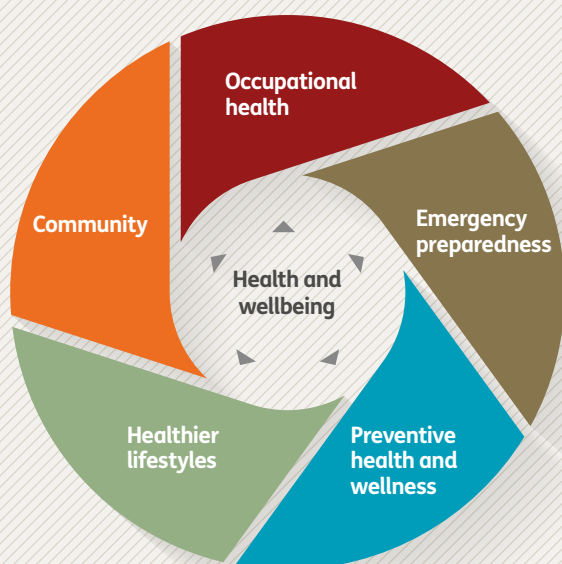 Occupational
health
Emergency
preparedness
Preventive
health and
wellness
Healthier
lifestyles
Community
Health and
wellbeing